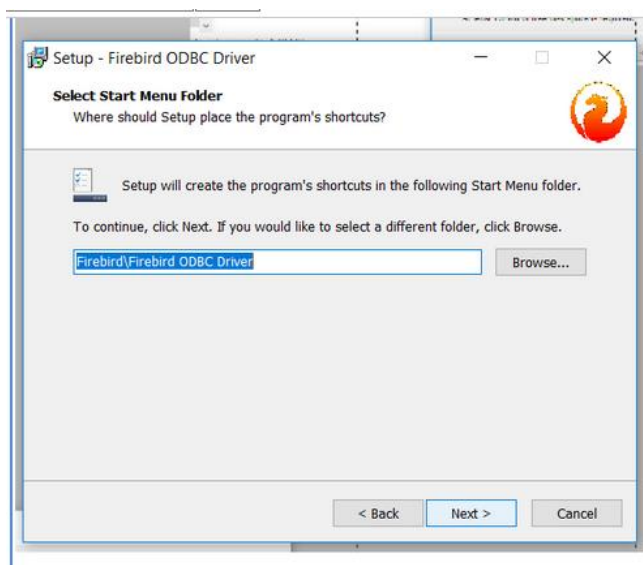 Setup - Firebird ODBC Driver
Select Start Menu Folder
Where should Setup place the program's shortcuts?
Setup will create the program's shortcuts in the following Start Menu folder.
To continue, click Next. If you would like to select a different folder, click Browse.
Firebird\Firebird ODBC Driver
Browse...
< Back
Next >
Cancel